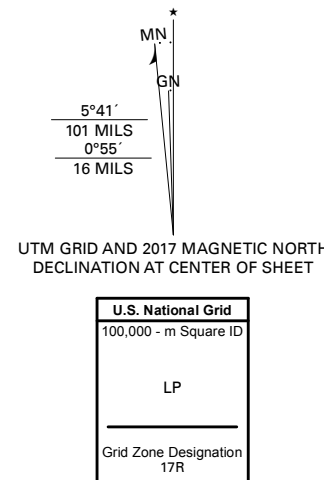 ★
MN
GN
5°41´
101 MILS
0°55´
16 MILS
UTM GRID AND 2017 MAGNETIC NORTH
DECLINATION AT CENTER OF SHEET
U.S. National Grid
100,000 - m Square ID
LP
Grid Zone Designation
17R